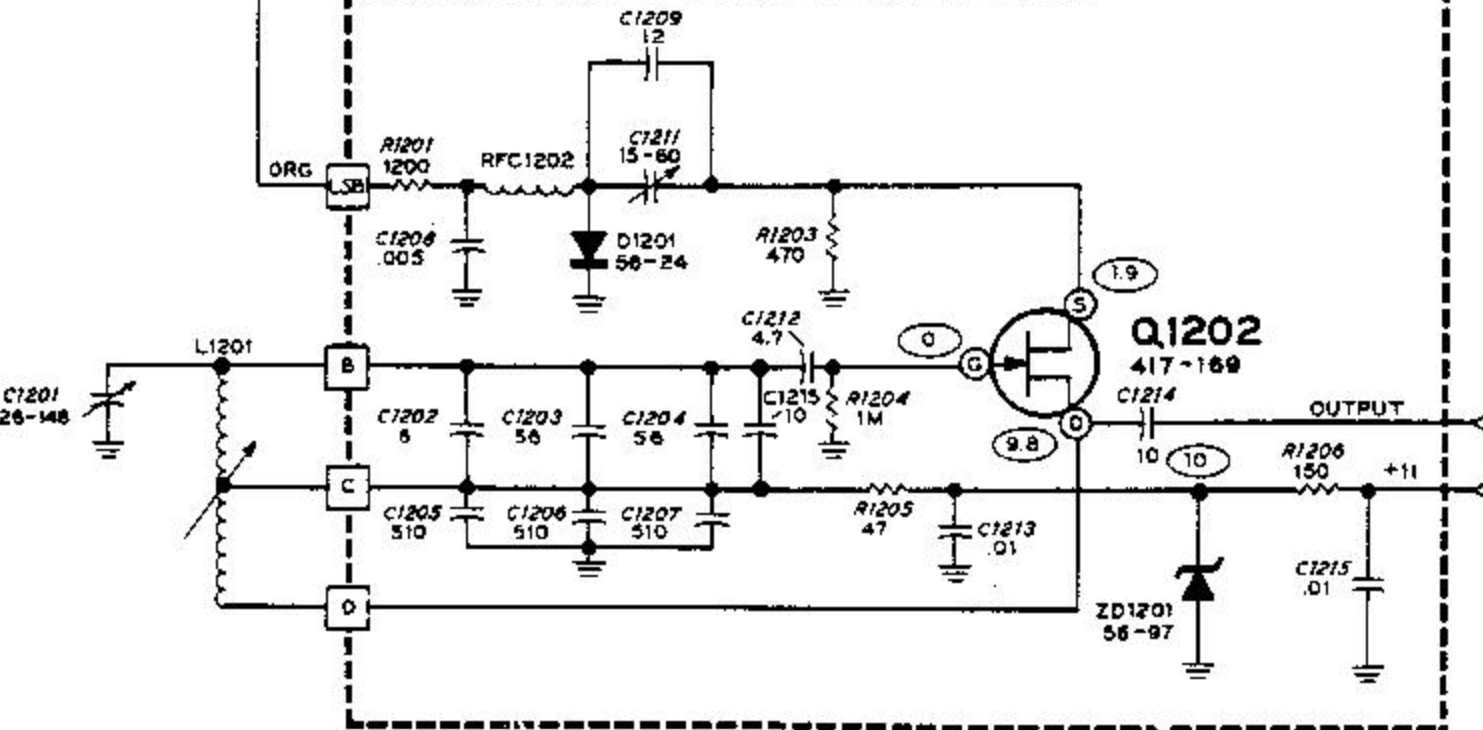 C1209
12
R1201
1200
RFC1202
C1211
15-60
ORG
LSB
C1208
.005
D1201
56-24
R1203
470
1.9
S
C1212
4.7
0
G
Q1202
417-169
L1201
B
C1201
26-148
C1202
6
C1203
56
C1204
56
C1215
10
R1204
1M
C1214
10
OUTPUT
D
9.8
10
R1206
150
+11
C
C1205
510
C1206
510
C1207
510
R1205
47
C1213
.01
C1215
.01
ZD1201
56-97
D